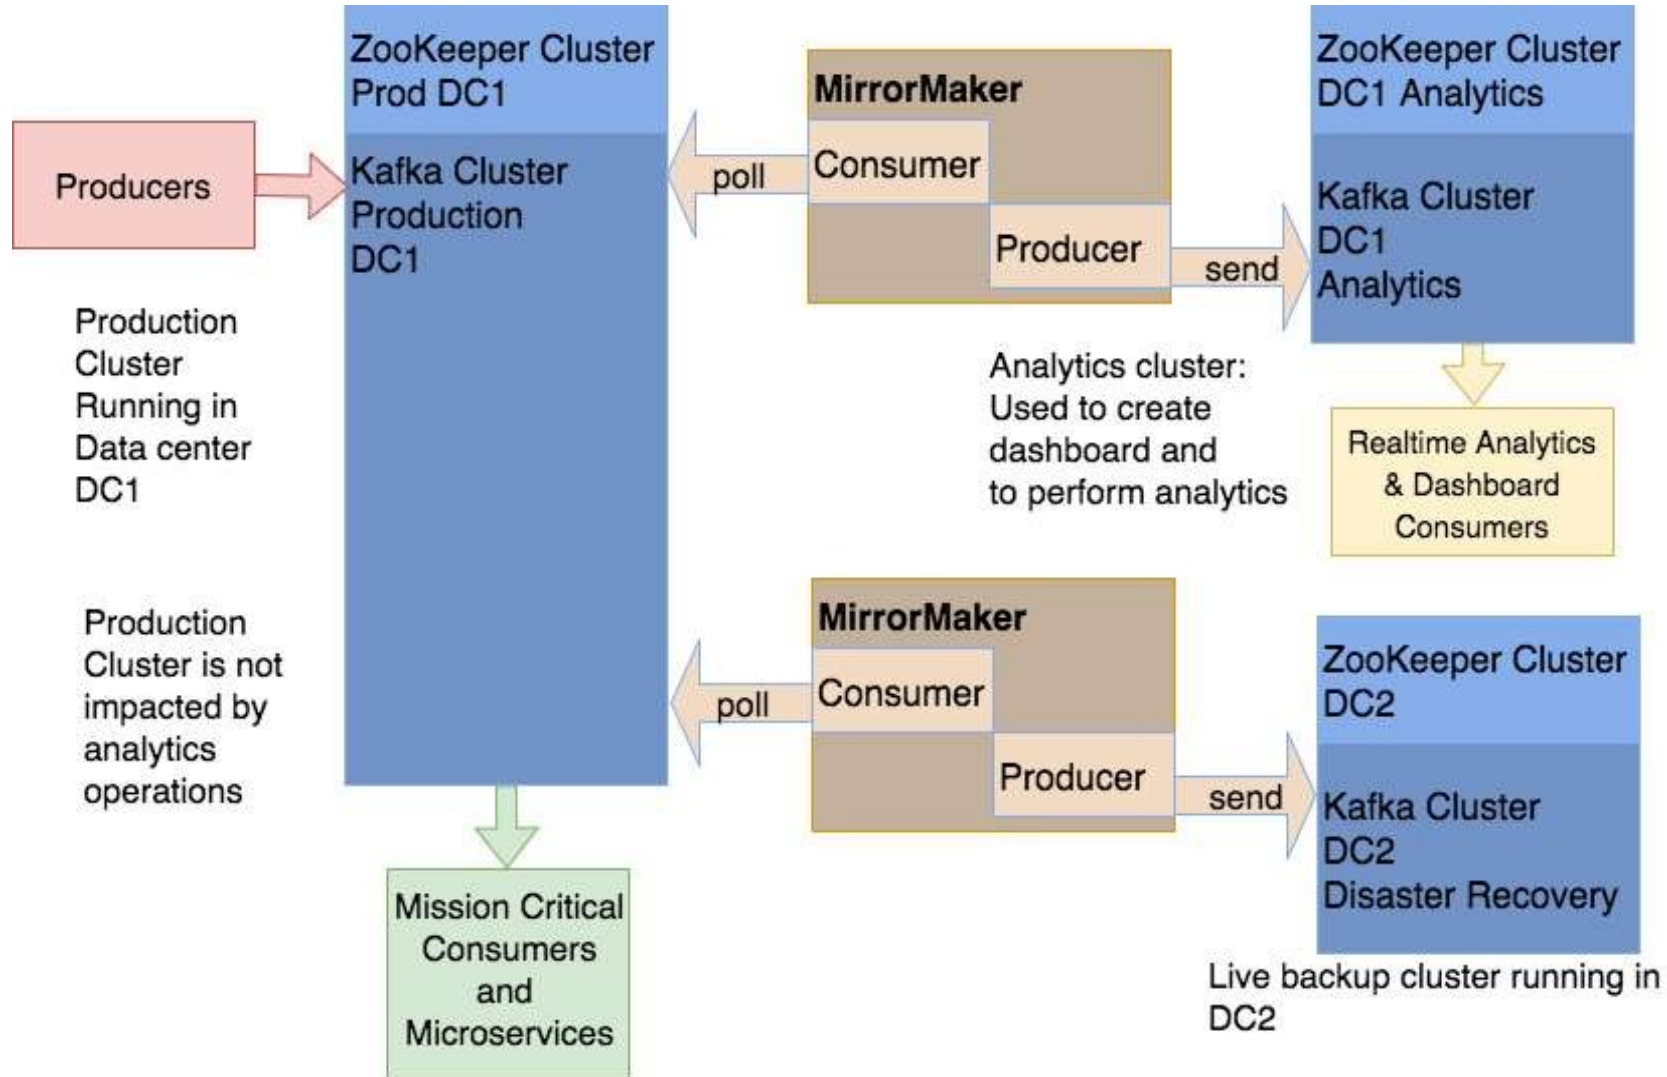 ZooKeeper Cluster
Prod DC1
Producers
Kafka Cluster
Production
DC1
Production
Cluster
Running in
Data center
DC1
Production
Cluster is not
impacted by
analytics
operations
Mission Critical
Consumers
and
Microservices
MirrorMaker
Consumer
poll
Producer
send
ZooKeeper Cluster
DC1 Analytics
Kafka Cluster
DC1
Analytics
Analytics cluster:
Used to create
dashboard and
to perform analytics
Realtime Analytics
& Dashboard
Consumers
MirrorMaker
Consumer
poll
Producer
send
ZooKeeper Cluster
DC2
Kafka Cluster
DC2
Disaster Recovery
Live backup cluster running in
DC2